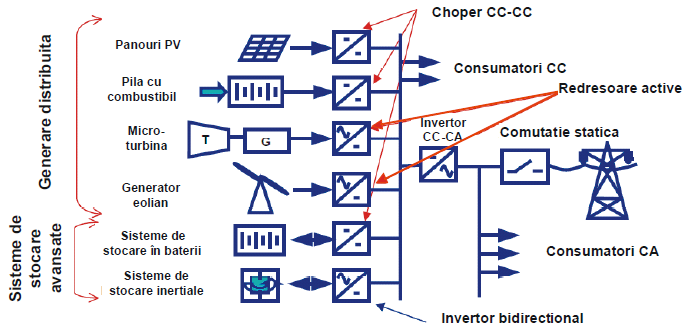 Choper CC-CC
Generare distribuita
Panouri PV
Consumatori CC
Pila cu
combustibil
Redresoare active
Micro-
turbina
T
G
Invertor
CC-CA
Comutatie statica
Generator
eolian
Sisteme de
stocare
avansate
Sisteme de
stocare în baterii
Consumatori CA
Sisteme de
stocare inertiale
Invertor bidirectional